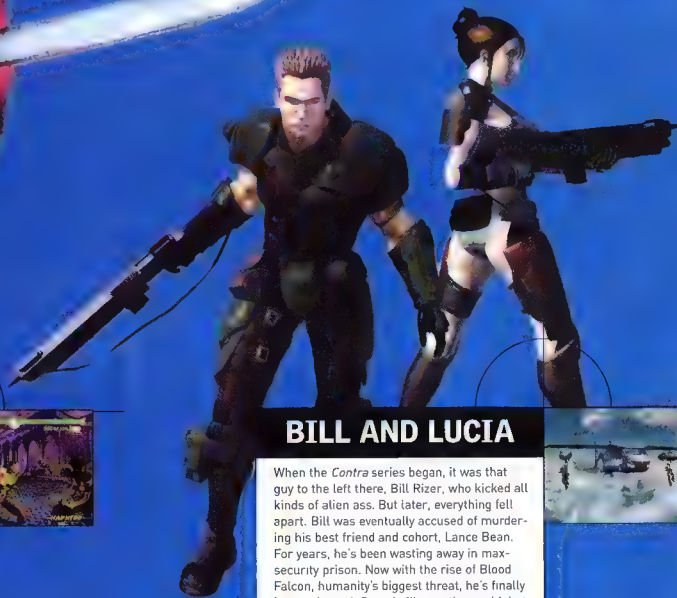 BILL AND LUCIA
When the Contra series began, it was that
guy to the left there, Bill Rizer, who kicked all
kinds of alien ass. But later, everything fell
apart. Bill was eventually accused of murder-
ing his best friend and cohort, Lance Bean.
For years, he's been wasting away in max-
security prison. Now with the rise of Blood
Falcon, humanity's biggest threat, he's finally